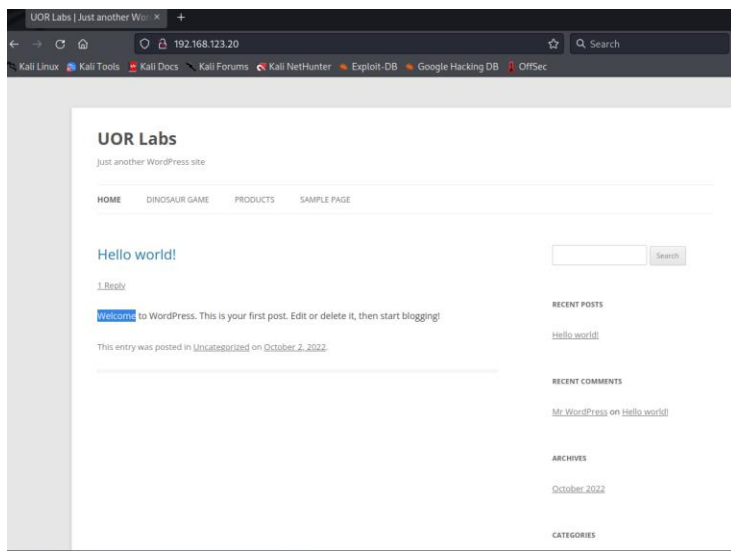 UOR Labs | Just another Wor
192.168.123.20
Search
Kali Linux Kali Tools Kali Docs Kali Forums Kali NetHunter Exploit-DB Google Hacking DB OffSec
UOR Labs
Just another WordPress site
HOME DINOSAUR GAME PRODUCTS SAMPLE PAGE
Hello world!
1 Reply
Welcome to WordPress. This is your first post. Edit or delete it, then start blogging!
This entry was posted in Uncategorized on October 2, 2022.
Search
RECENT POSTS
Hello world!
RECENT COMMENTS
Mr WordPress on Hello world!
ARCHIVES
October 2022
CATEGORIES